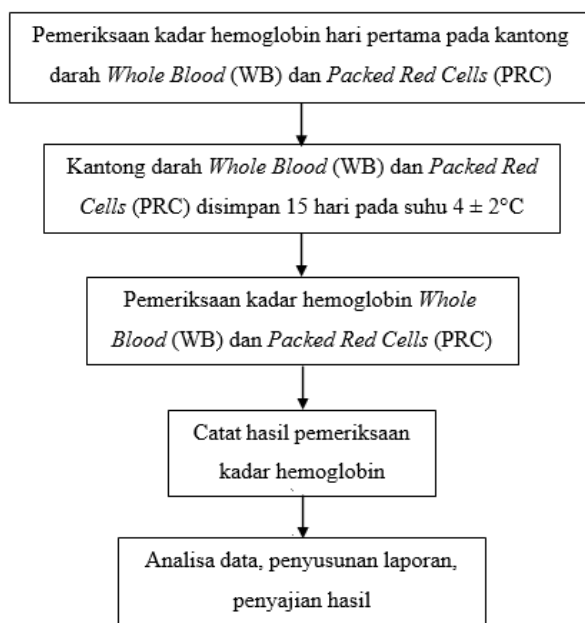 Pemeriksaan kadar hemoglobin hari pertama pada kantong
darah Whole Blood (WB) dan Packed Red Cells (PRC)
Kantong darah Whole Blood (WB) dan Packed Red
Cells (PRC) disimpan 15 hari pada suhu 4 ± 2°C
Pemeriksaan kadar hemoglobin Whole
Blood (WB) dan Packed Red Cells (PRC)
Catat hasil pemeriksaan
kadar hemoglobin
Analisa data, penyusunan laporan,
penyajian hasil